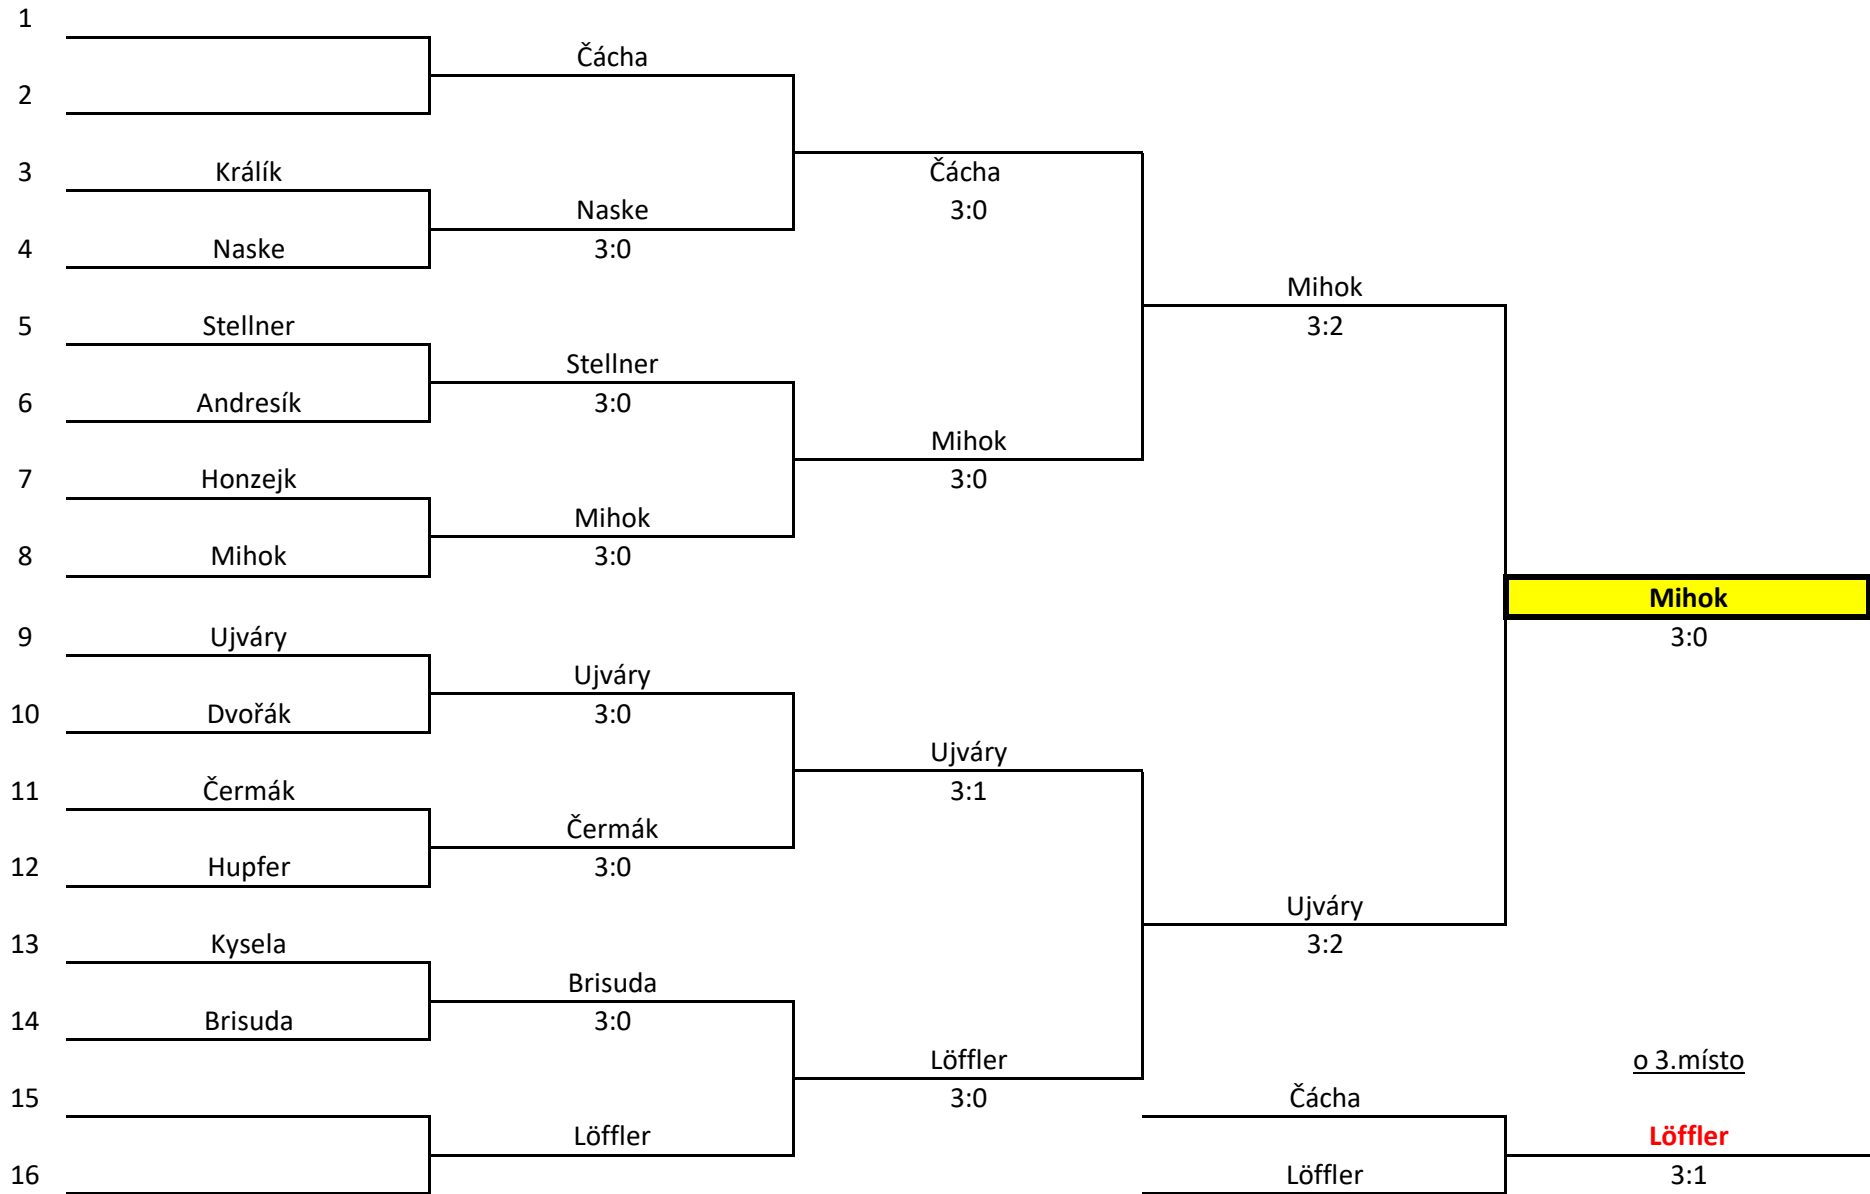 1
Čácha
2
3 Králík
Čácha
Naske 3:0
4 Naske 3:0
Mihok
5 Stellner 3:2
Stellner
6 Andresík 3:0
Mihok
7 Honzejk 3:0
Mihok
8 Mihok 3:0
Mihok
9 Ujváry 3:0
Ujváry
10 Dvořák 3:0
Ujváry
11 Čermák 3:1
Čermák
12 Hupfer 3:0
Ujváry
13 Kysela 3:2
Brisuda
14 Brisuda 3:0
Löffler o 3.místo
15 3:0 Čácha
Löffler Löffler
16 Löffler 3:1